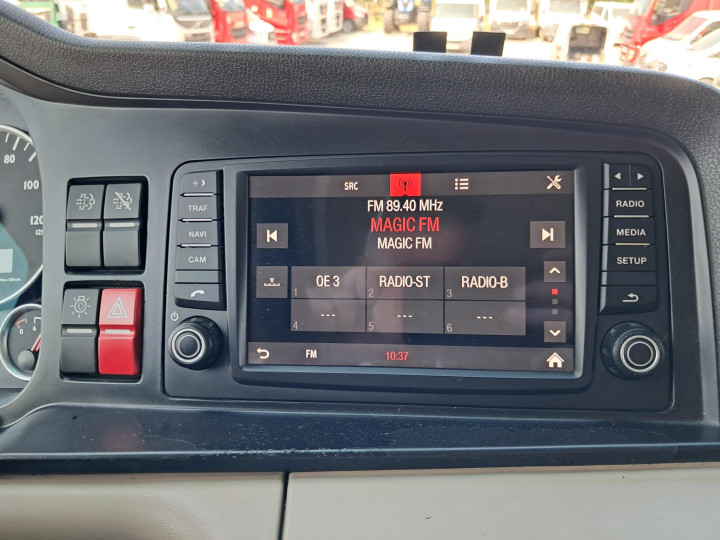 SRC
FM 89.40 MHz
MAGIC FM
MAGIC FM
OE 3
RADIO-ST
RADIO-B
1
2
3
---
---
---
4
5
6
FM
10:37
TRAF
NAVI
CAM
RADIO
MEDIA
SETUP
80
100
120
125